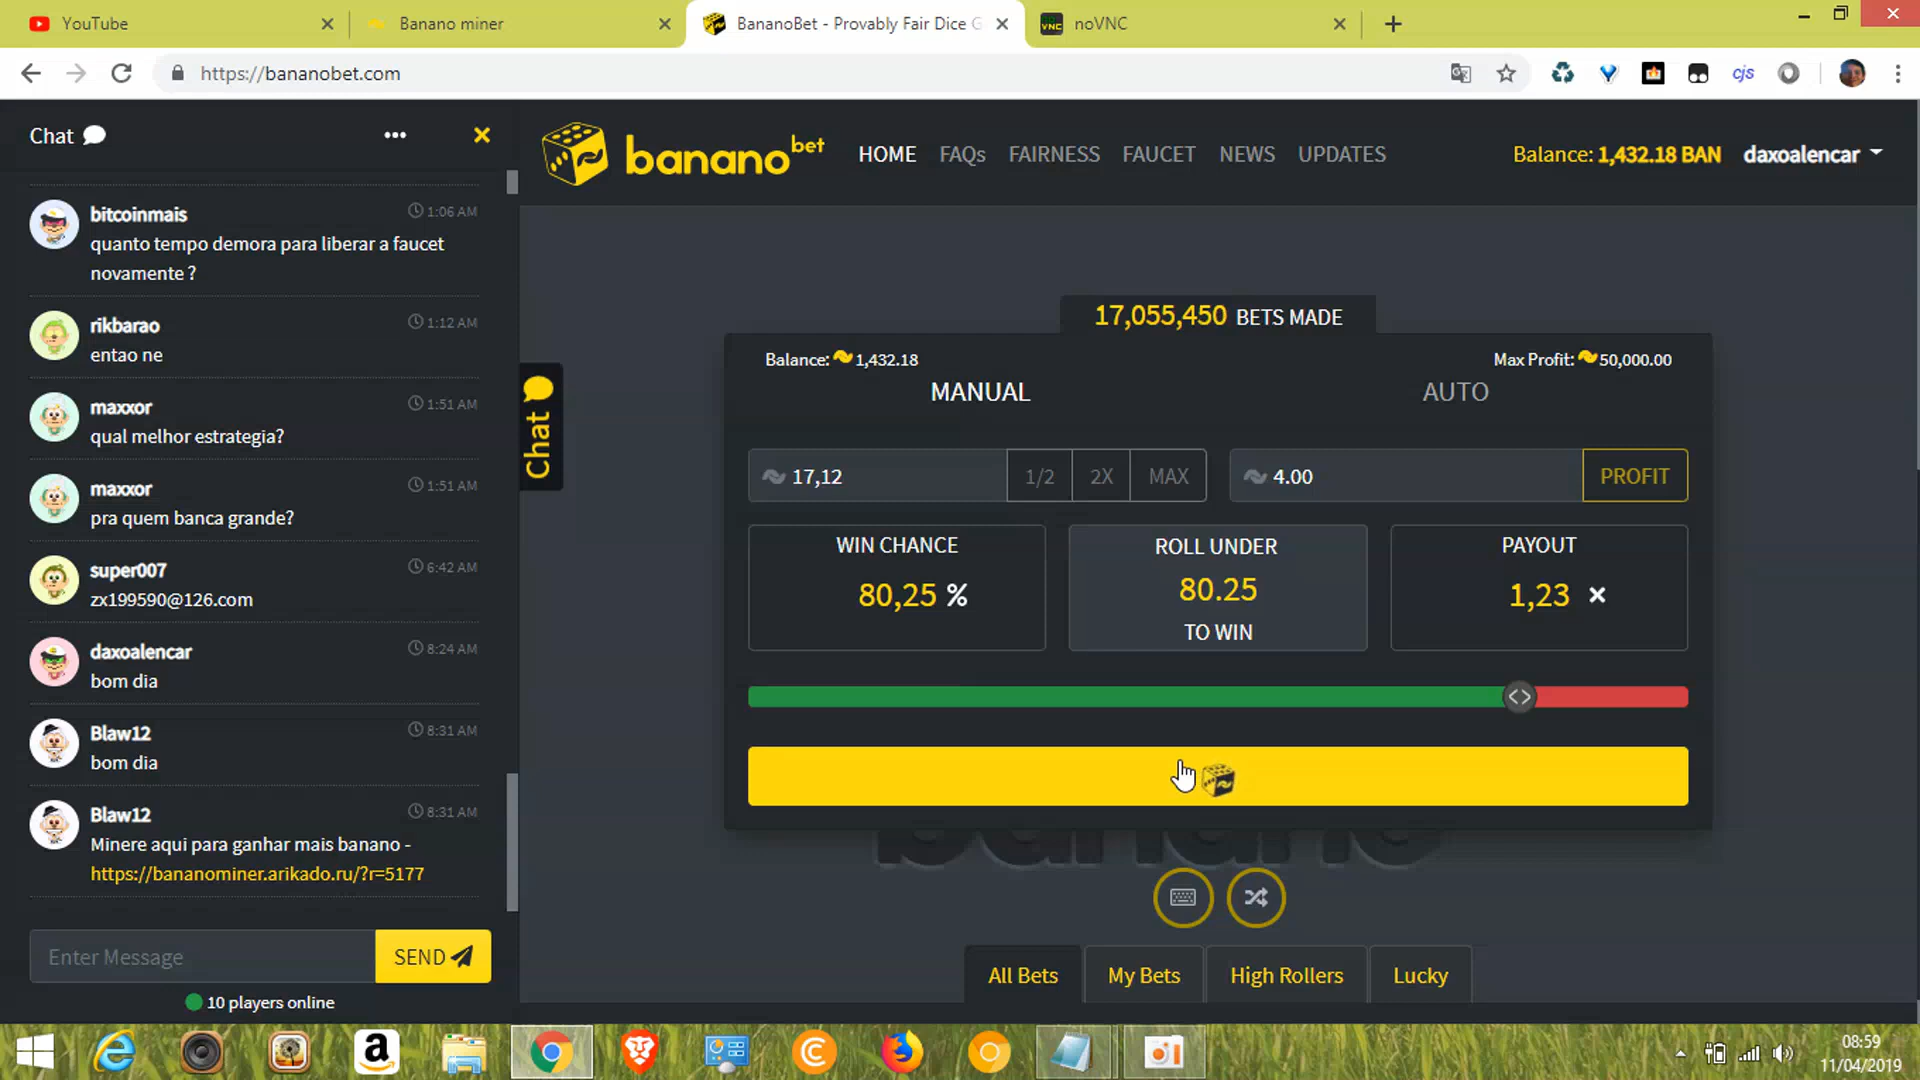 YouTube
Banano miner
BananoBet - Provably Fair Dice G
noVNC
https://bananobet.com
cjs
Chat
bitcoinmais
1:06 AM
quanto tempo demora para liberar a faucet
novamente ?
rikbarao
1:12 AM
entao ne
maxxor
1:51 AM
qual melhor estrategia?
maxxor
1:51 AM
pra quem banca grande?
super007
6:42 AM
zx199590@126.com
daxoalencar
8:24 AM
bom dia
Blaw12
8:31 AM
bom dia
Blaw12
8:31 AM
Minere aqui para ganhar mais banano -
https://bananominer.arikado.ru/?r=5177
Enter Message
SEND
10 players online
Chat
banano bet
HOME
FAQs
FAIRNESS
FAUCET
NEWS
UPDATES
Balance: 1,432.18 BAN
daxoalencar
17,055,450 BETS MADE
Balance: 1,432.18
Max Profit: 50,000.00
MANUAL
AUTO
17,12
1/2
2X
MAX
4.00
PROFIT
WIN CHANCE
80,25 %
ROLL UNDER
80.25
TO WIN
PAYOUT
1,23 ×
banano
All Bets
My Bets
High Rollers
Lucky
08:59
11/04/2019